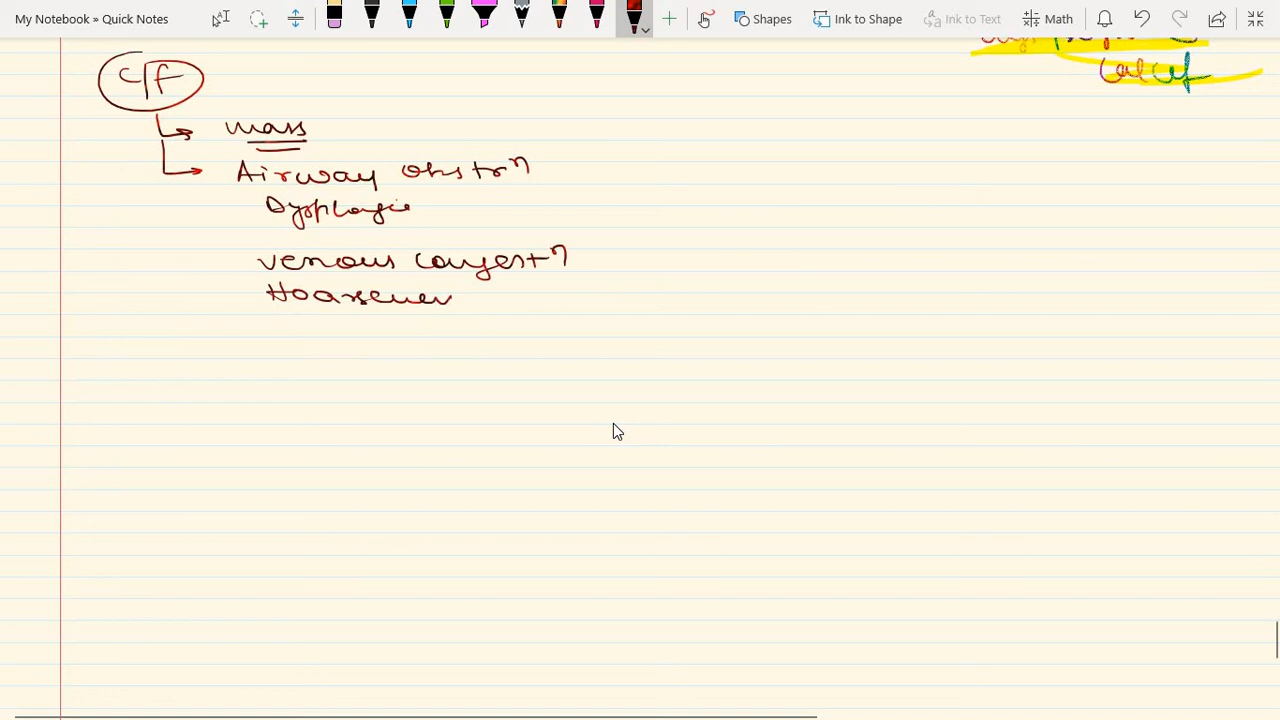 My Notebook » Quick Notes
Shapes
Ink to Shape
Ink to Text
Math
calcif
C/F
mass
Airway obstrⁿ
Dysphagia
venous congestⁿ
Hoarseness